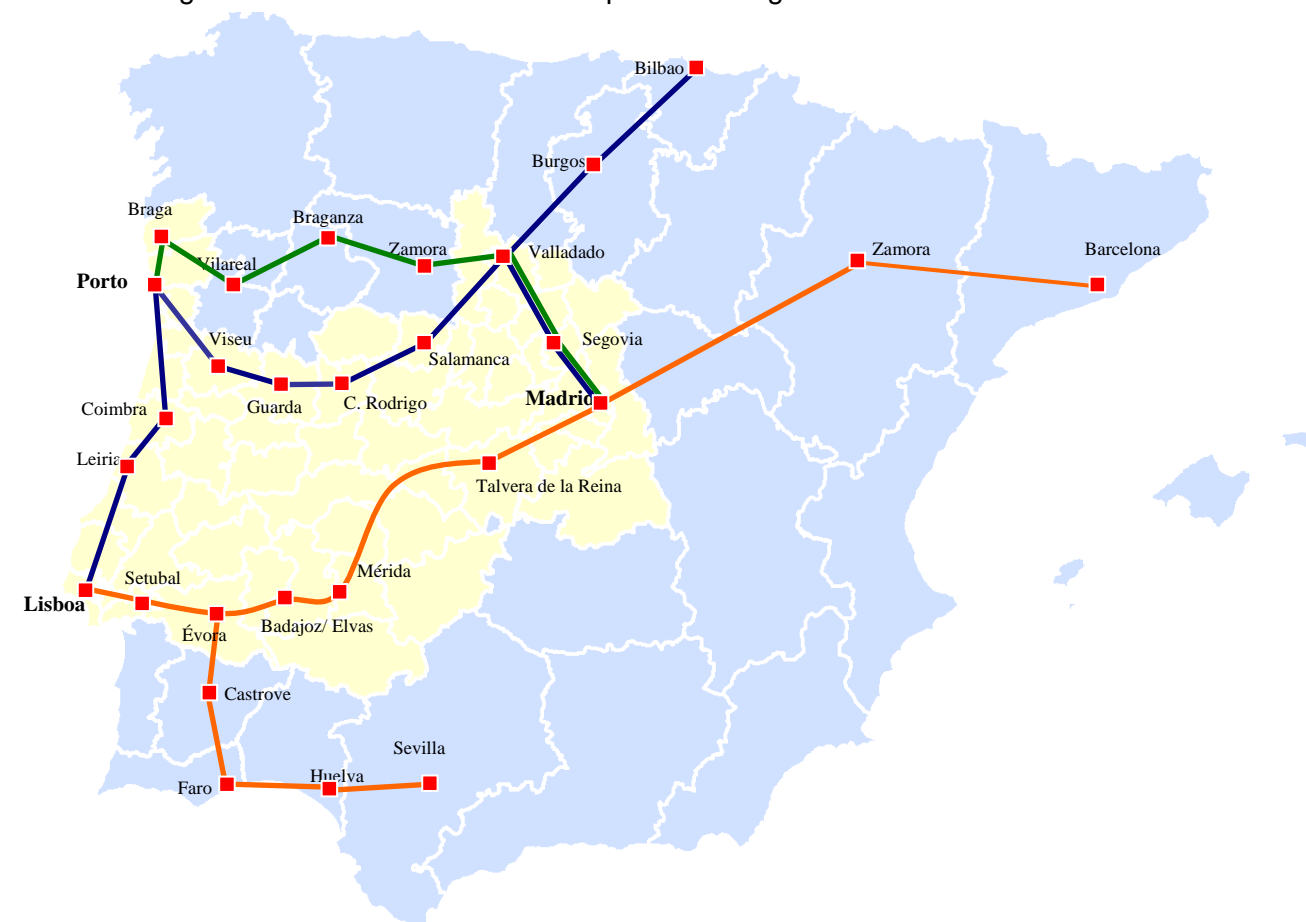 Bilbao
Burgos
Braga
Braganza
Zamora
Valladado
Zamora
Barcelona
Vilareal
Porto
Viseu
Segovia
Salamanca
Guarda
C. Rodrigo
Madrid
Coimbra
Leiria
Talvera de la Reina
Setubal
Mérida
Lisboa
Évora
Badajoz/ Elvas
Castrove
Sevilla
Huelva
Faro